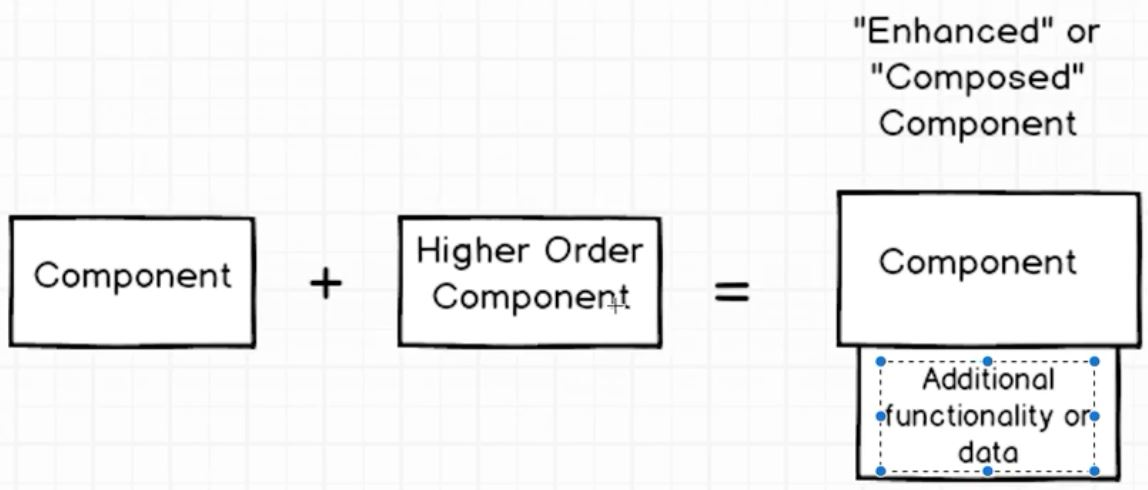 "Enhanced" or
"Composed"
Component
Component
+
Higher Order
Component
=
Component
Additional
functionality or
data